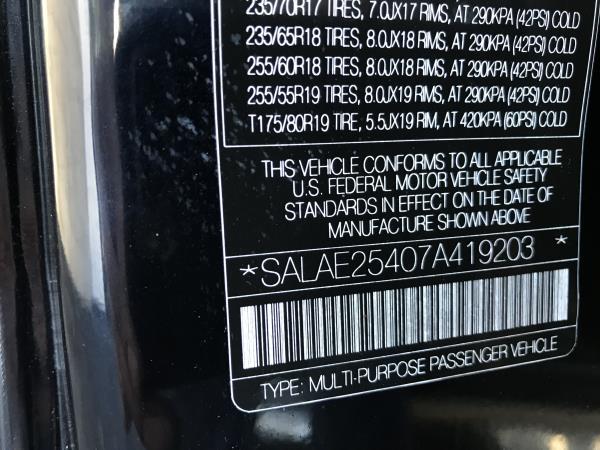 235/70R17 TIRES, 7.0JX17 RIMS, AT 290KPA (42PSI) COLD
235/65R18 TIRES, 8.0JX18 RIMS, AT 290KPA (42PSI) COLD
255/60R18 TIRES, 8.0JX18 RIMS, AT 290KPA (42PSI) COLD
255/55R19 TIRES, 8.0JX19 RIMS, AT 290KPA (42PSI) COLD
T175/80R19 TIRE, 5.5JX19 RIM, AT 420KPA (60PSI) COLD
THIS VEHICLE CONFORMS TO ALL APPLICABLE
U.S. FEDERAL MOTOR VEHICLE SAFETY
STANDARDS IN EFFECT ON THE DATE OF
MANUFACTURE SHOWN ABOVE
*SALAE25407A419203 *
TYPE: MULTI-PURPOSE PASSENGER VEHICLE